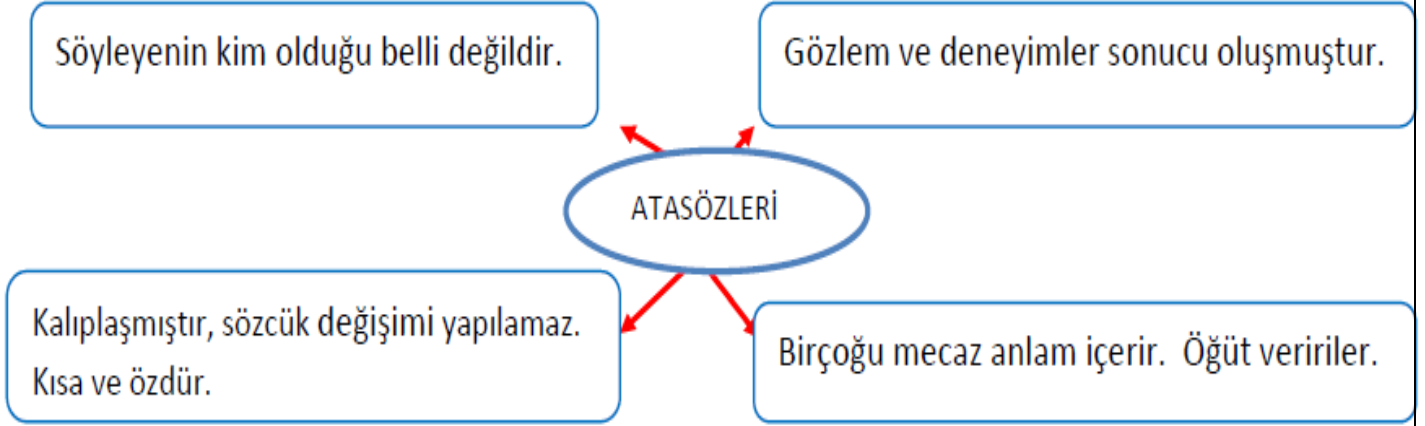 Söyleyenin kim olduğu belli değildir.
Gözlem ve deneyimler sonucu oluşmuştur.
ATASÖZLERİ
Kalıplaşmıştır, sözcük değişimi yapılamaz.
Kısa ve özdür.
Birçoğu mecaz anlam içerir. Öğüt veririler.